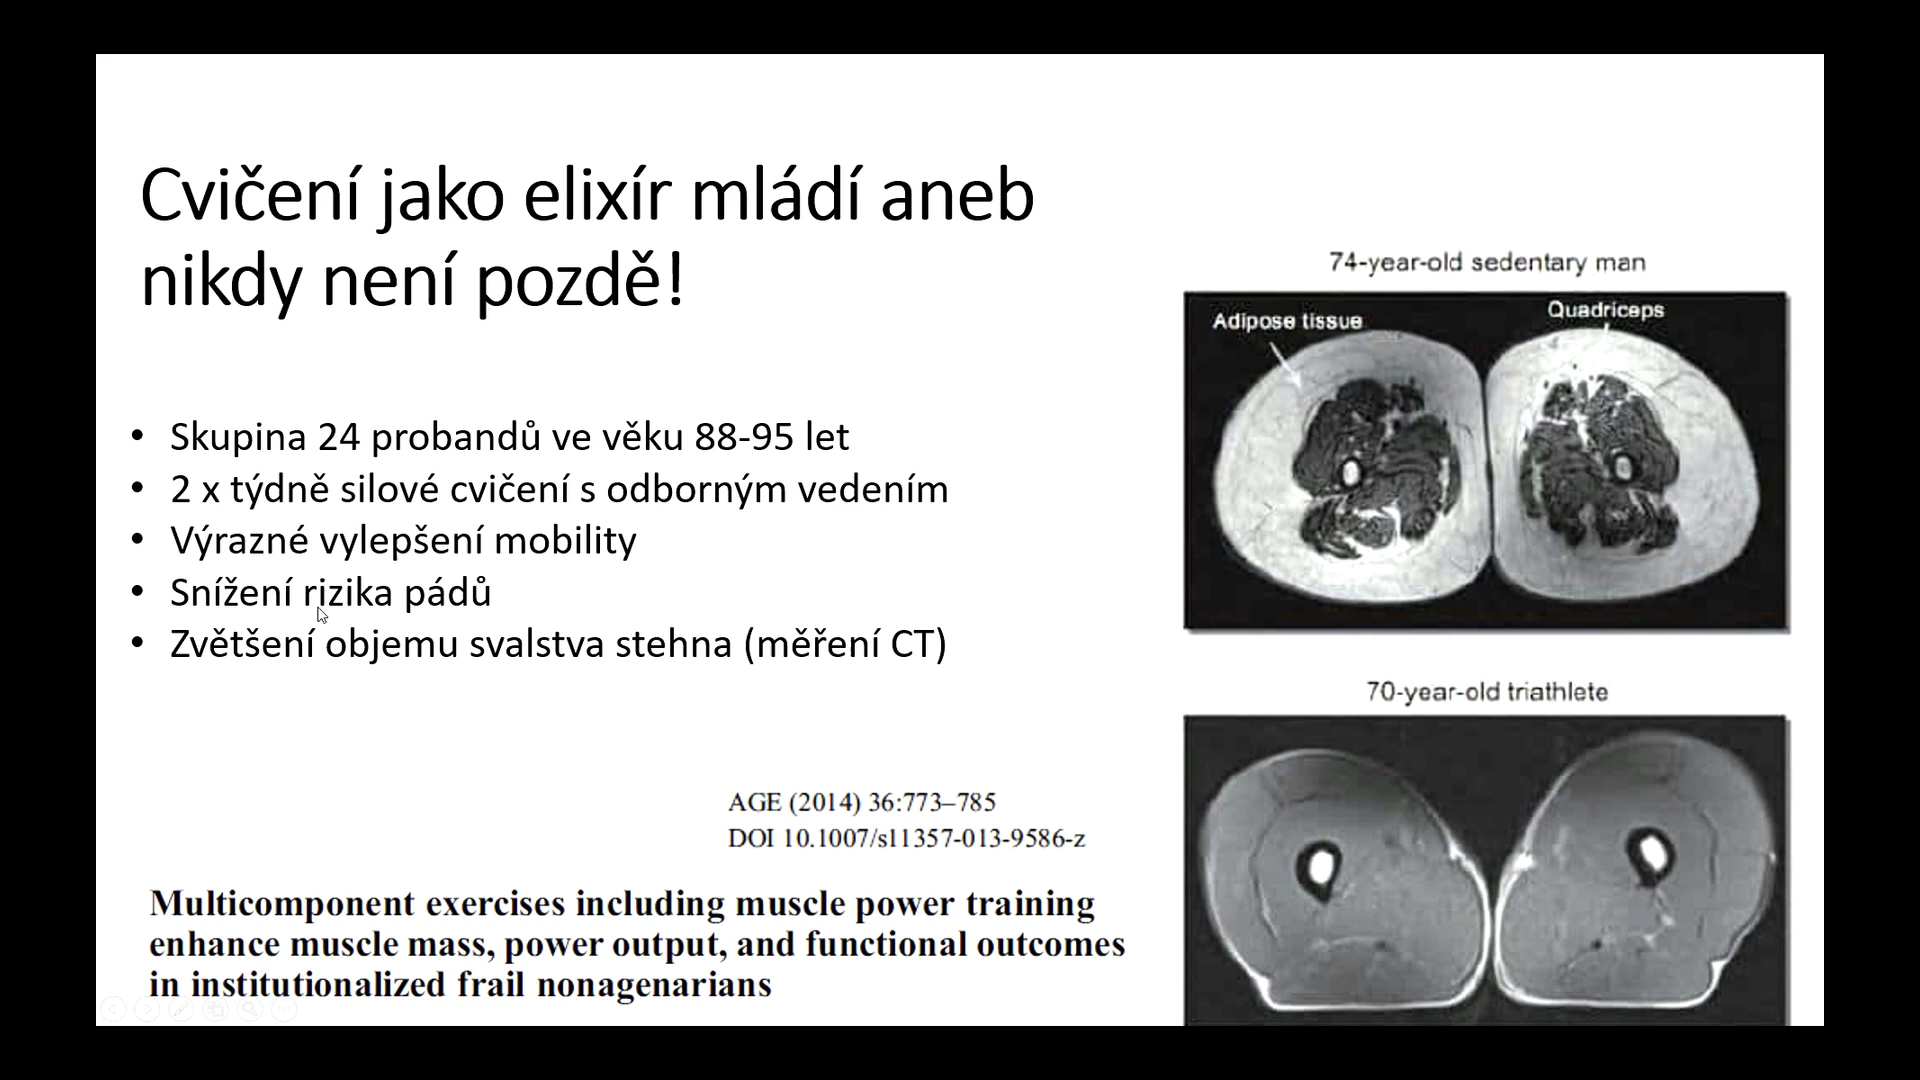 Cvičení jako elixír mládí aneb
nikdy není pozdě!
• Skupina 24 probandů ve věku 88-95 let
• 2 x týdně silové cvičení s odborným vedením
• Výrazné vylepšení mobility
• Snížení rizika pádů
• Zvětšení objemu svalstva stehna (měření CT)
AGE (2014) 36:773–785
DOI 10.1007/s11357-013-9586-z
Multicomponent exercises including muscle power training
enhance muscle mass, power output, and functional outcomes
in institutionalized frail nonagenarians
74-year-old sedentary man
Adipose tissue
Quadriceps
70-year-old triathlete